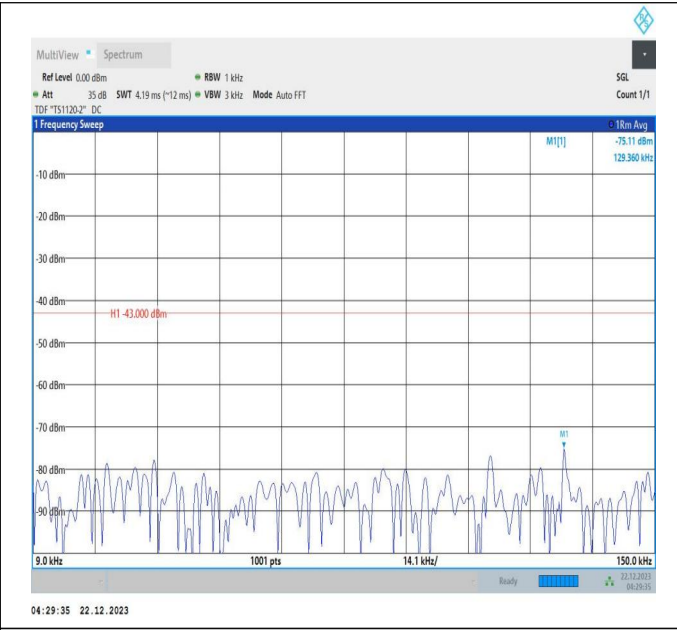 R S
MultiView Spectrum
Ref Level 0.00 dBm RBW 1 kHz SGL
Att 35 dB SWT 4.19 ms (~12 ms) VBW 3 kHz Mode Auto FFT Count 1/1
TDF "TS1120-2" DC
1 Frequency Sweep 1Rm Avg
M1[1] -75.11 dBm
129.360 kHz
-10 dBm
-20 dBm
-30 dBm
-40 dBm
H1 -43.000 dBm
-50 dBm
-60 dBm
-70 dBm
M1
-80 dBm
-90 dBm
9.0 kHz 1001 pts 14.1 kHz/ 150.0 kHz
Ready 22.12.2023
04:29:35
04:29:35 22.12.2023